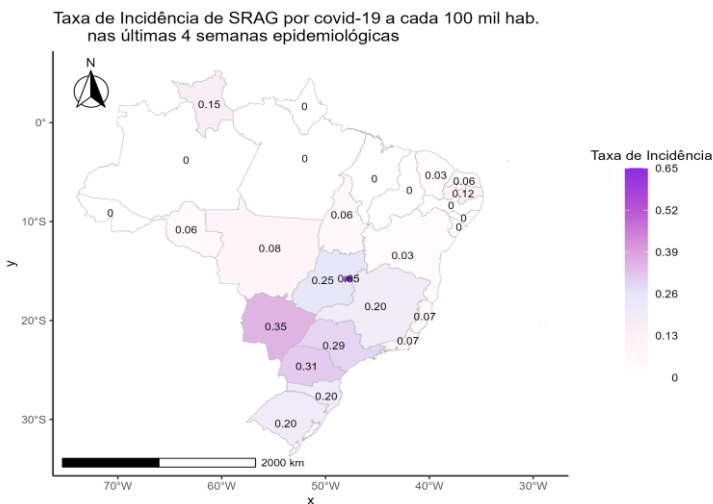 Taxa de Incidência de SRAG por covid-19 a cada 100 mil hab.
nas últimas 4 semanas epidemiológicas
N
0.15
0
0°
Taxa de Incidência
0
0
0.65
0
0
0.03
0.06
0.12
0
0
0
0
0.52
10°S
0.06
0.08
0.06
0.03
0.39
y
0.25
0.65
0.26
0.20
0.07
20°S
0.35
0.29
0.07
0.13
0.31
0
0.20
0.20
30°S
2000 km
70°W
60°W
50°W
40°W
30°W
x